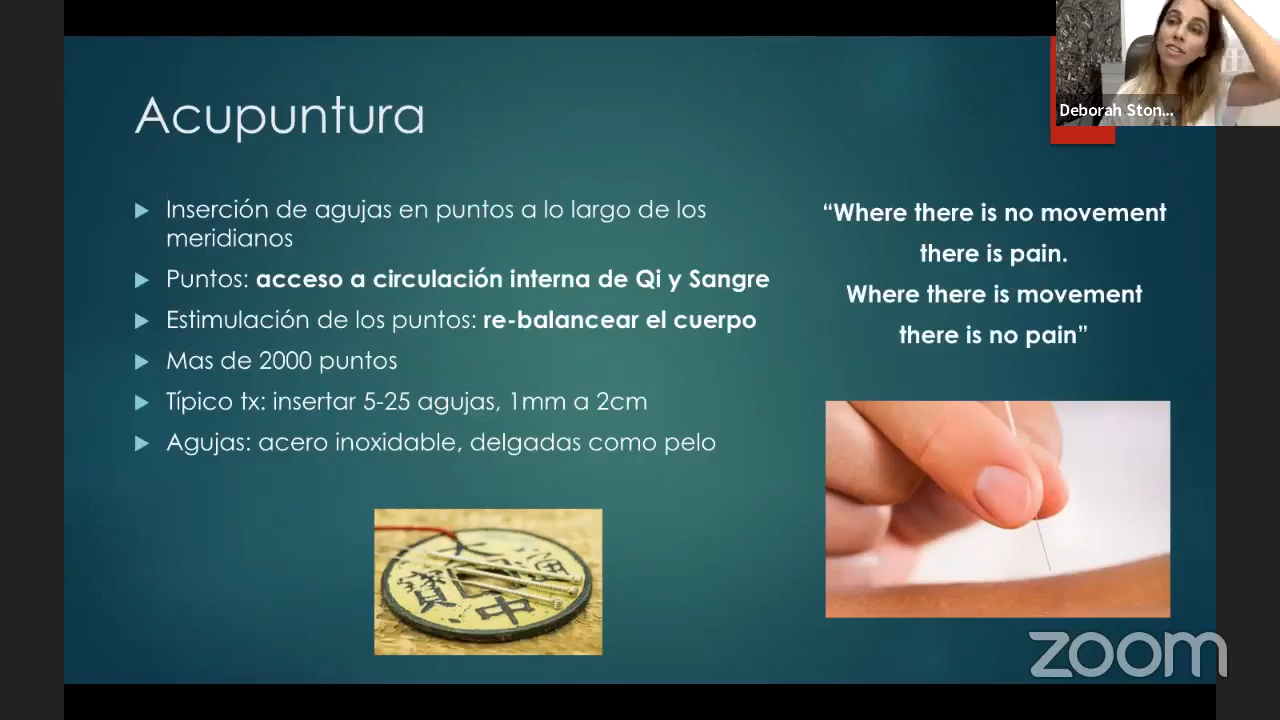 Deborah Ston...
Acupuntura
Inserción de agujas en puntos a lo largo de los
meridianos
Puntos: acceso a circulación interna de Qi y Sangre
Estimulación de los puntos: re-balancear el cuerpo
Mas de 2000 puntos
Típico tx: insertar 5-25 agujas, 1mm a 2cm
Agujas: acero inoxidable, delgadas como pelo
“Where there is no movement
there is pain.
Where there is movement
there is no pain”
zoom